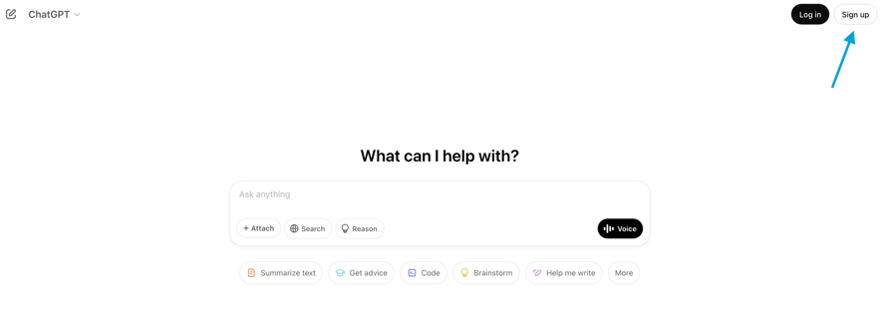 ChatGPT
Log in
Sign up
What can I help with?
Ask anything
+ Attach
Search
Reason
Voice
Summarize text
Get advice
Code
Brainstorm
Help me write
More